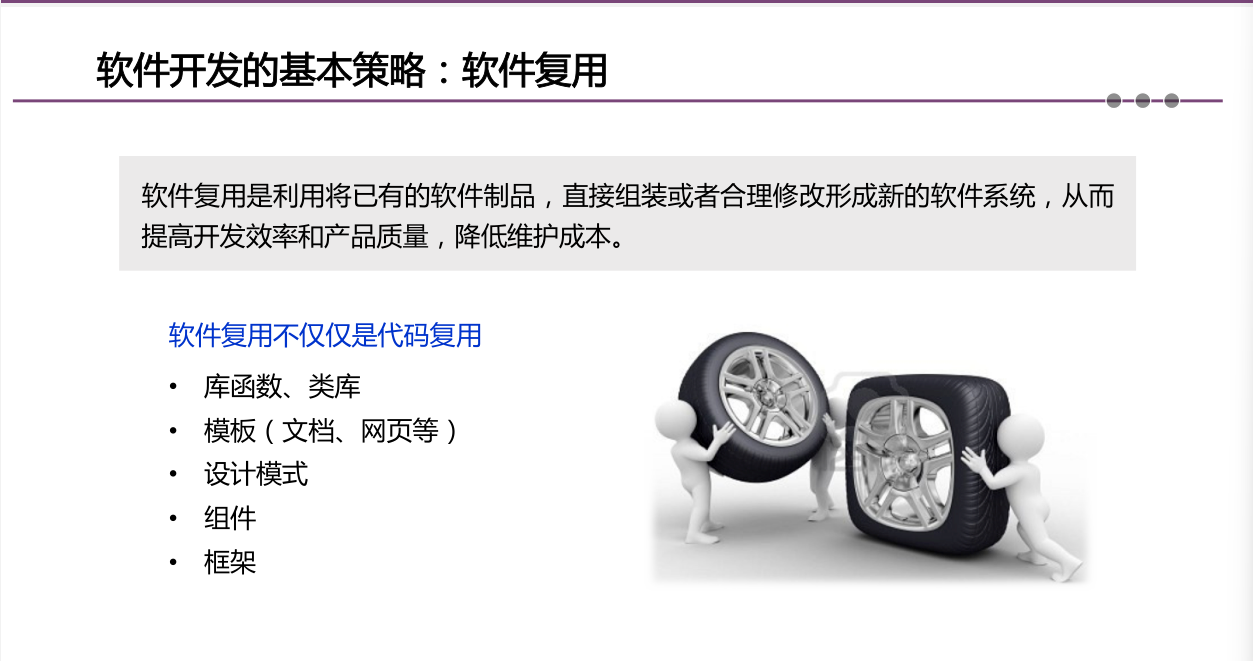 软件开发的基本策略：软件复用
软件复用是利用将已有的软件制品，直接组装或者合理修改形成新的软件系统，从而
提高开发效率和产品质量，降低维护成本。
软件复用不仅仅是代码复用
• 库函数、类库
• 模板（文档、网页等）
• 设计模式
• 组件
• 框架